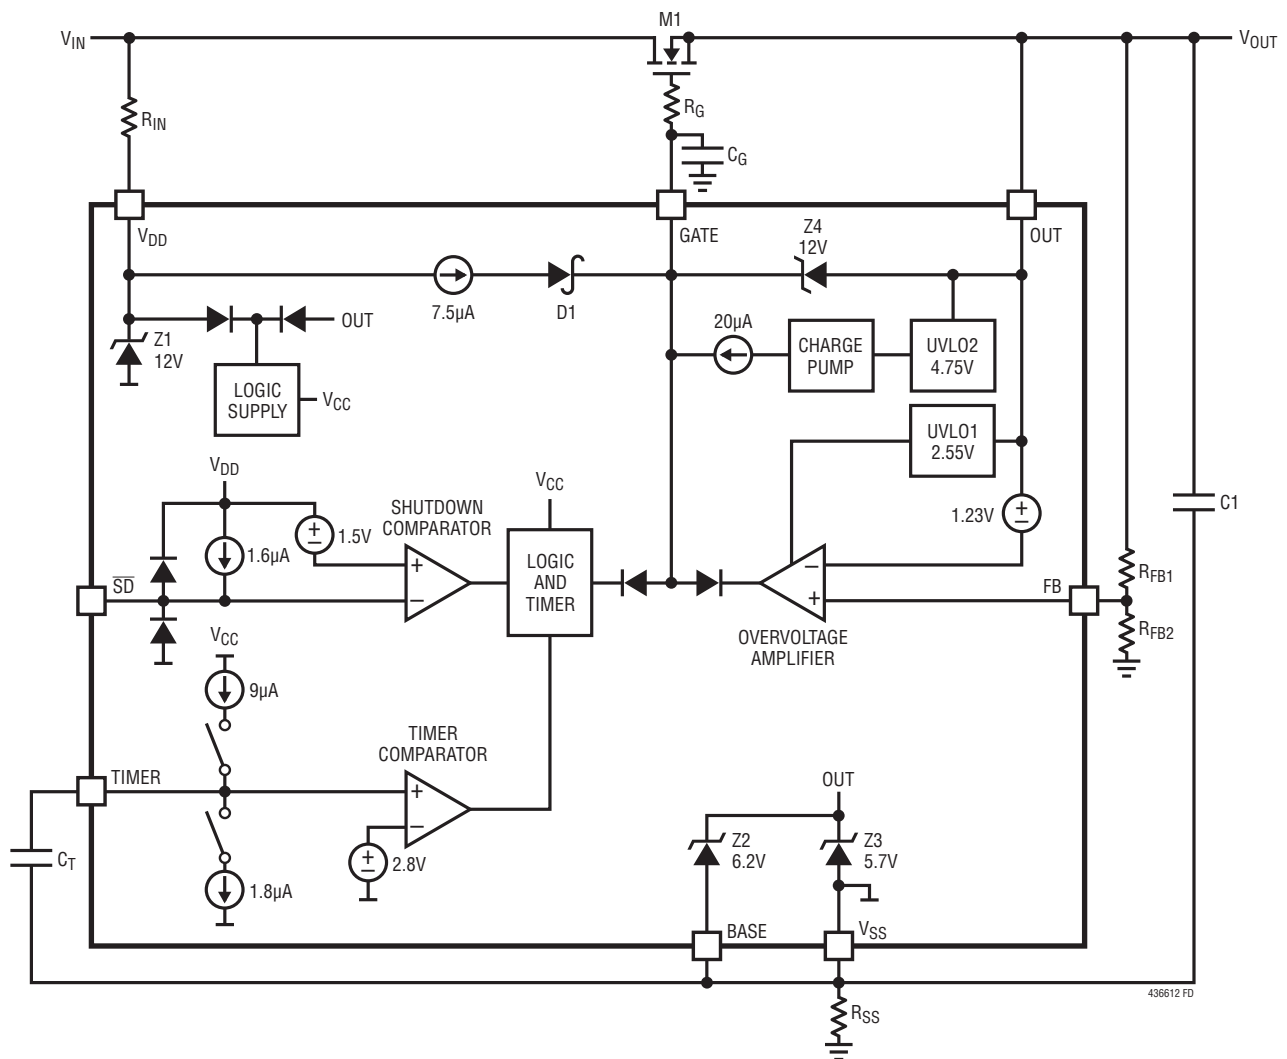 M1
VIN
VOUT
RIN
RG
CG
VDD
GATE
OUT
Z4
12V
7.5µA
D1
20µA
CHARGE
PUMP
UVLO2
4.75V
Z1
12V
OUT
LOGIC
SUPPLY
VCC
UVLO1
2.55V
VDD
SHUTDOWN
COMPARATOR
VCC
1.23V
C1
+
−
1.5V
1.6µA
+
−
LOGIC
AND
TIMER
−
+
+
−
SD
FB
RFB1
RFB2
OVERVOLTAGE
AMPLIFIER
VCC
9µA
TIMER
COMPARATOR
TIMER
+
−
OUT
CT
+
−
2.8V
1.8µA
Z2
6.2V
Z3
5.7V
BASE
VSS
RSS
436612 FD